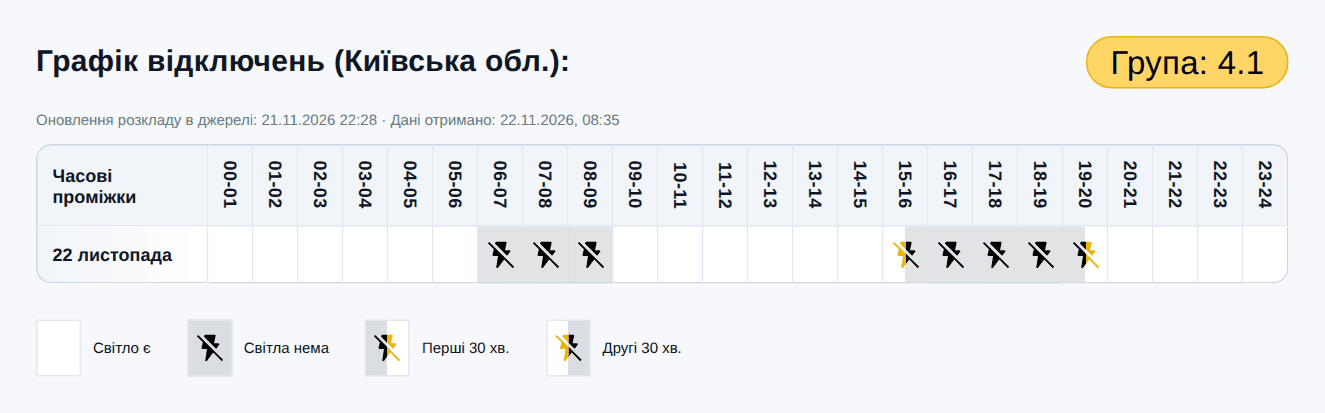 Графік відключень (Київська обл.):
Група: 4.1
Оновлення розкладу в джерелі: 21.11.2026 22:28 · Дані отримано: 22.11.2026, 08:35
Часові
проміжки
00-01
01-02
02-03
03-04
04-05
05-06
06-07
07-08
08-09
09-10
10-11
11-12
12-13
13-14
14-15
15-16
16-17
17-18
18-19
19-20
20-21
21-22
22-23
23-24
22 листопада
Світло є
Світла нема
Перші 30 хв.
Другі 30 хв.